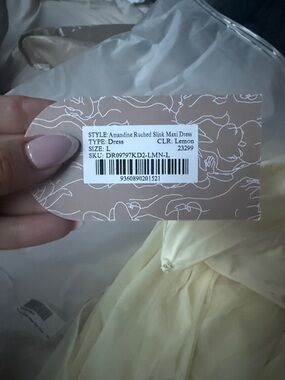 STYLE: Amandine Ruched Slink Maxi Dress
TYPE: Dress CLR: Lemon
SIZE: L 23299
SKU: DR09797KD2-LMN-L
9360890201521